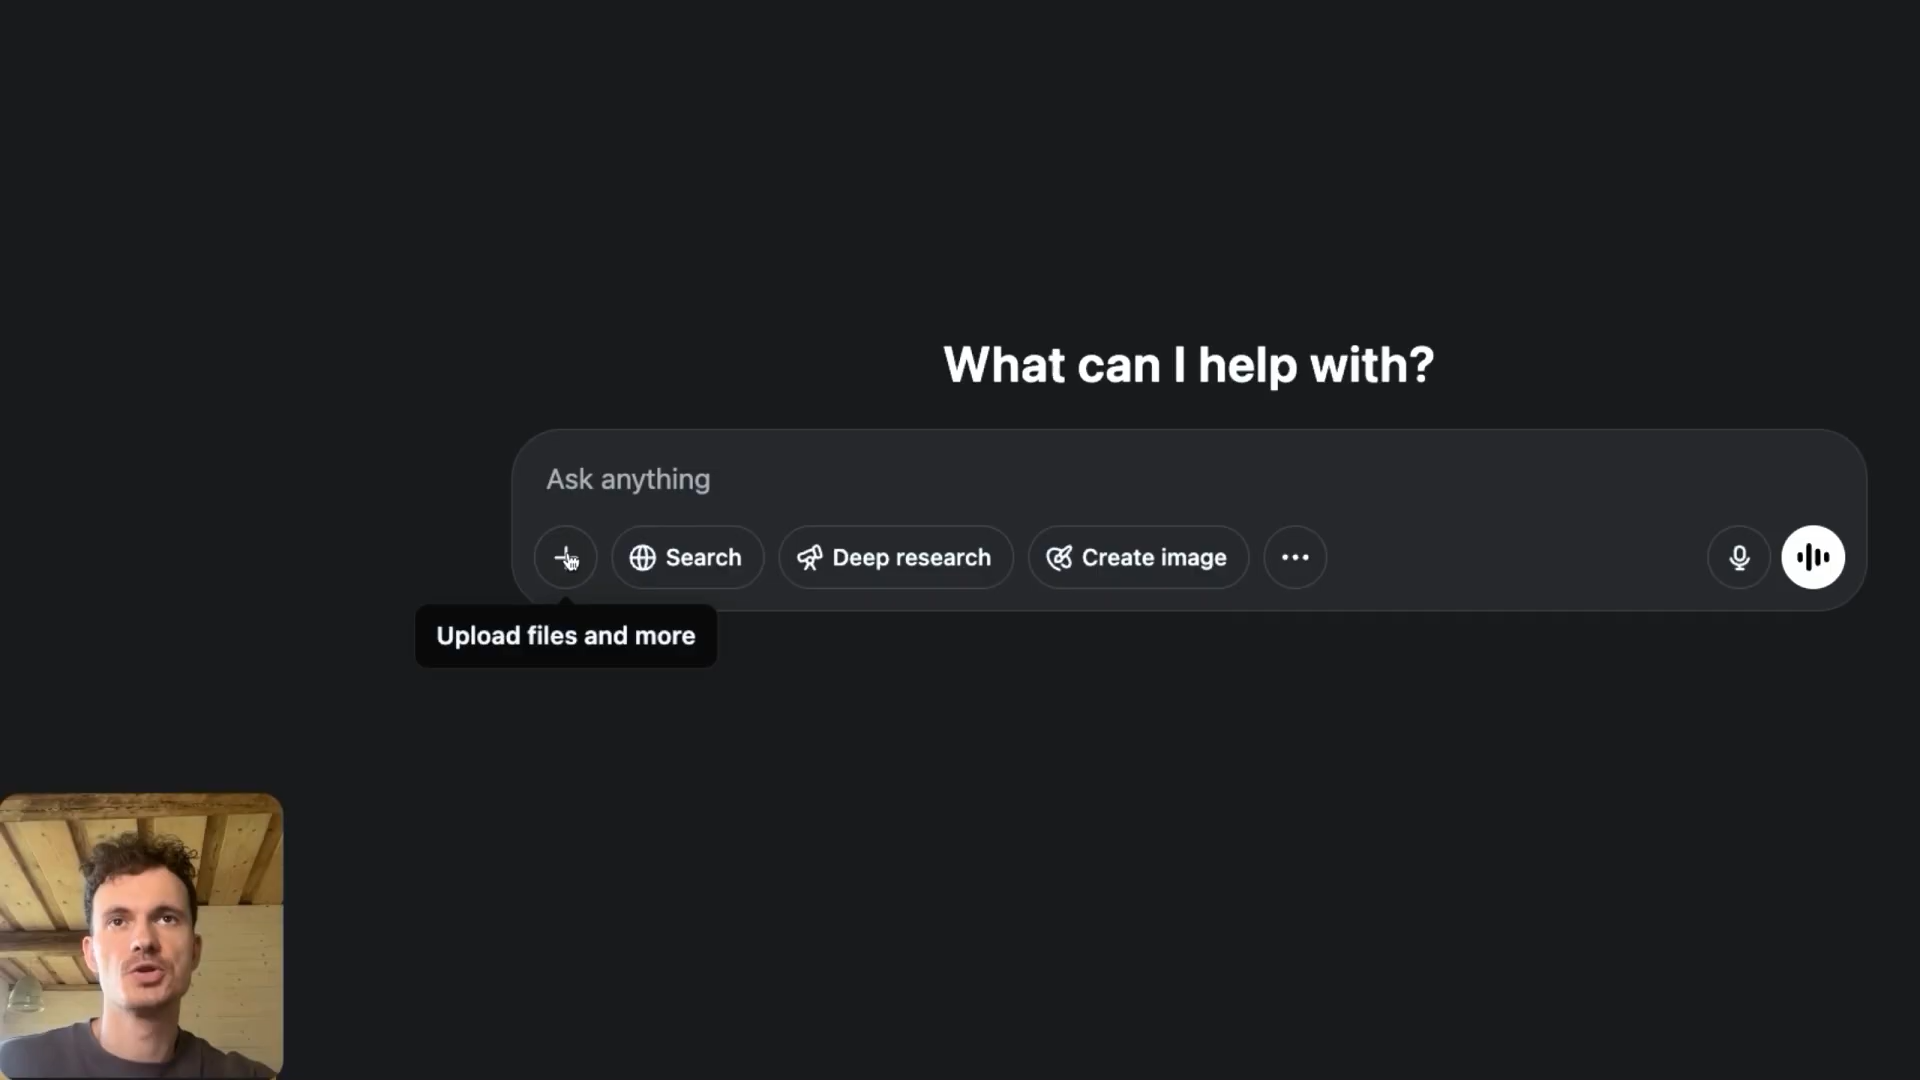 What can I help with?
Ask anything
Search
Deep research
Create image
Upload files and more